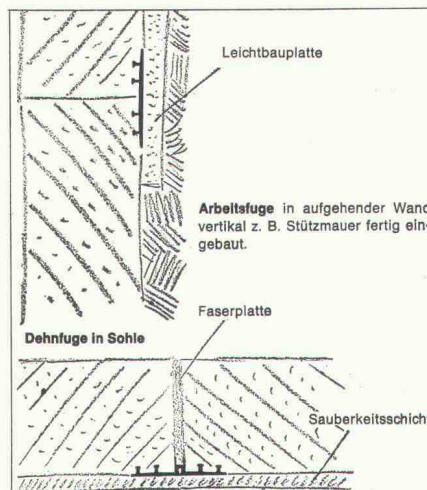 Leichtbauplatte
Arbeitsfuge in aufgehender Wand
vertikal z. B. Stützmauer fertig ein-
gebaut.
Faserplatte
Dehnfuge in Sohle
Sauberkeitsschicht